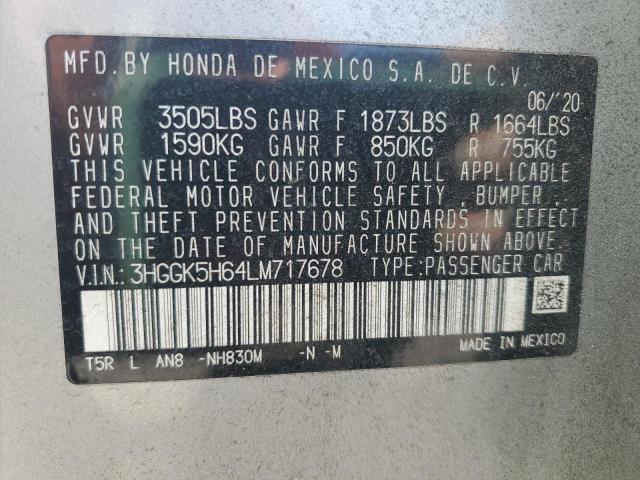 MFD.BY HONDA DE MEXICO S.A. DE C.V.
06/'20
GVWR 3505LBS GAWR F 1873LBS R 1664LBS
GVWR 1590KG GAWR F 850KG R 755KG
THIS VEHICLE CONFORMS TO ALL APPLICABLE
FEDERAL MOTOR VEHICLE SAFETY , BUMPER ,
AND THEFT PREVENTION STANDARDS IN EFFECT
ON THE DATE OF MANUFACTURE SHOWN ABOVE.
V.I.N.: 3HGGK5H64LM717678 TYPE:PASSENGER CAR
T5R L AN8 -NH830M -N -M MADE IN MEXICO